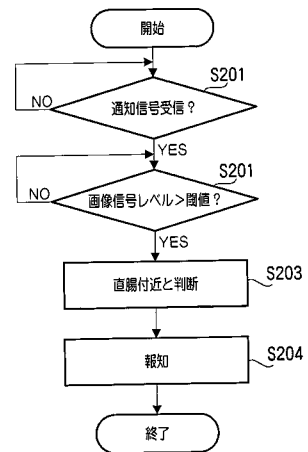 開始
S201
通知信号受信?
NO
YES
S201
画像信号レベル>閾値?
NO
YES
S203
直腸付近と判断
S204
報知
終了